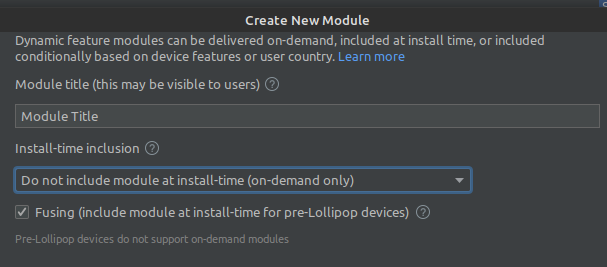 Create New Module
Dynamic feature modules can be delivered on-demand, included at install time, or included
conditionally based on device features or user country. Learn more
Module title (this may be visible to users) ?
Module Title
Install-time inclusion ?
Do not include module at install-time (on-demand only)
Fusing (include module at install-time for pre-Lollipop devices) ?
Pre-Lollipop devices do not support on-demand modules